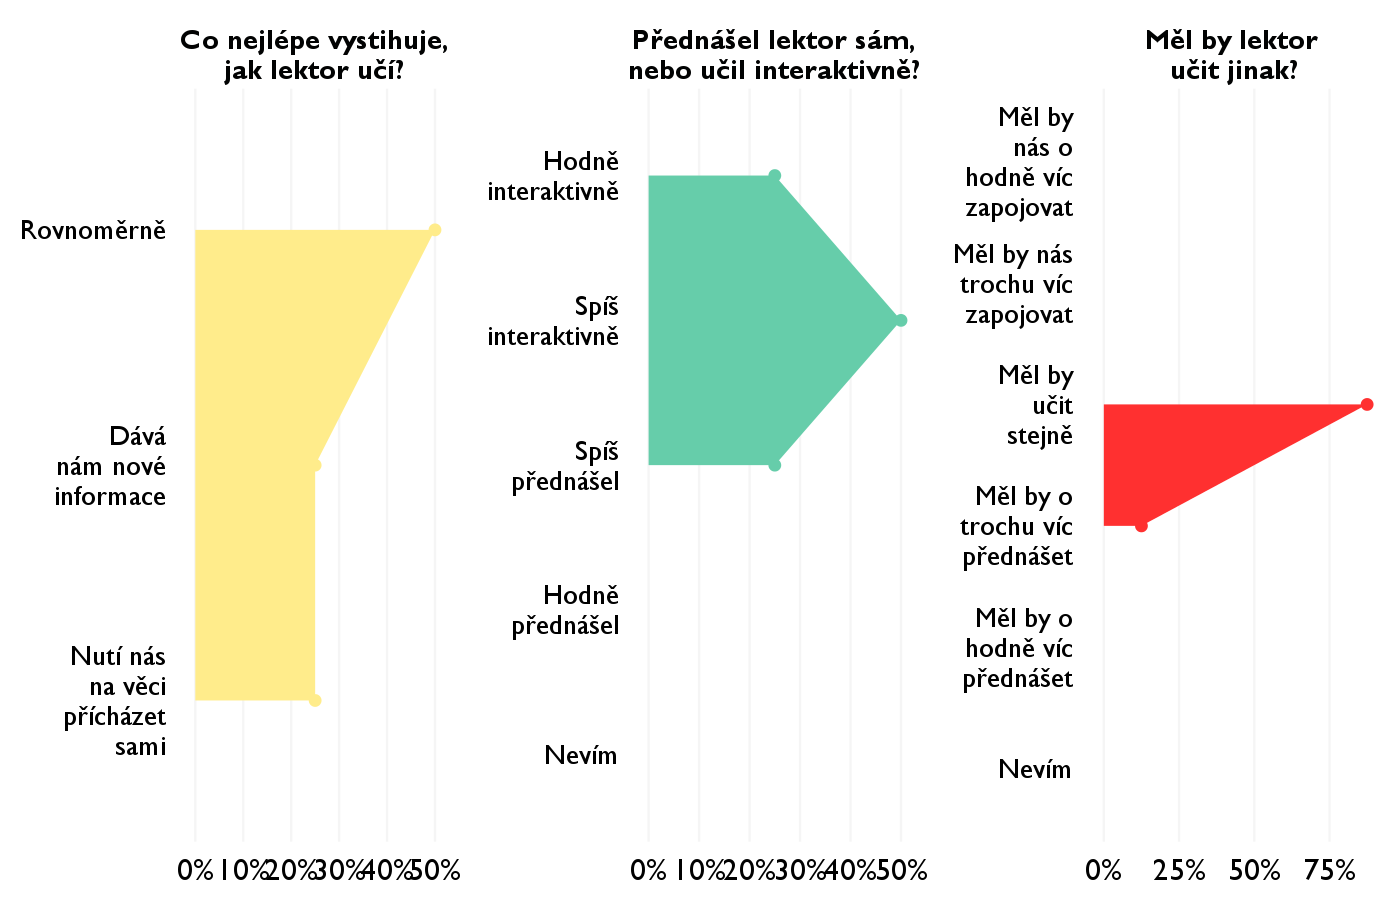 Co nejlépe vystihuje,
jak lektor učí?
Rovnoměrně
Dává
nám nové
informace
Nutí nás
na věci
přícházet
sami
0% 10% 20% 30% 40% 50%
Přednášel lektor sám,
nebo učil interaktivně?
Hodně
interaktivně
Spíš
interaktivně
Spíš
přednášel
Hodně
přednášel
Nevím
0% 10% 20% 30% 40% 50%
Měl by lektor
učit jinak?
Měl by
nás o
hodně víc
zapojovat
Měl by nás
trochu víc
zapojovat
Měl by
učit
stejně
Měl by o
trochu víc
přednášet
Měl by o
hodně víc
přednášet
Nevím
0% 25% 50% 75%